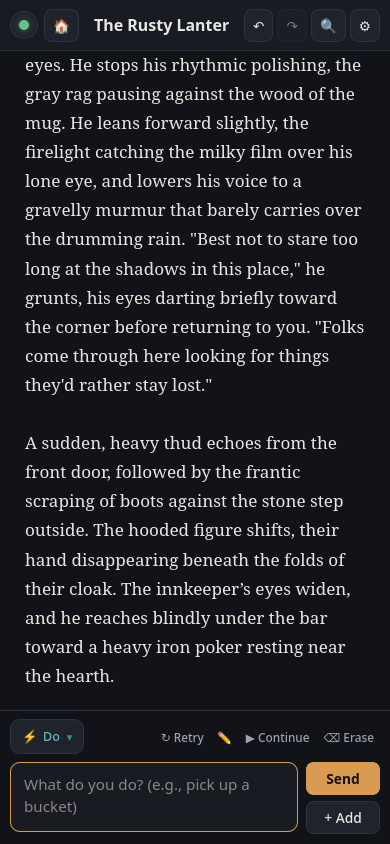 The Rusty Lanter
eyes. He stops his rhythmic polishing, the
gray rag pausing against the wood of the
mug. He leans forward slightly, the
firelight catching the milky film over his
lone eye, and lowers his voice to a
gravelly murmur that barely carries over
the drumming rain. "Best not to stare too
long at the shadows in this place," he
grunts, his eyes darting briefly toward
the corner before returning to you. "Folks
come through here looking for things
they'd rather stay lost."
A sudden, heavy thud echoes from the
front door, followed by the frantic
scraping of boots against the stone step
outside. The hooded figure shifts, their
hand disappearing beneath the folds of
their cloak. The innkeeper’s eyes widen,
and he reaches blindly under the bar
toward a heavy iron poker resting near
the hearth.
Do
Retry
Continue
Erase
What do you do? (e.g., pick up a
bucket)
Send
+ Add